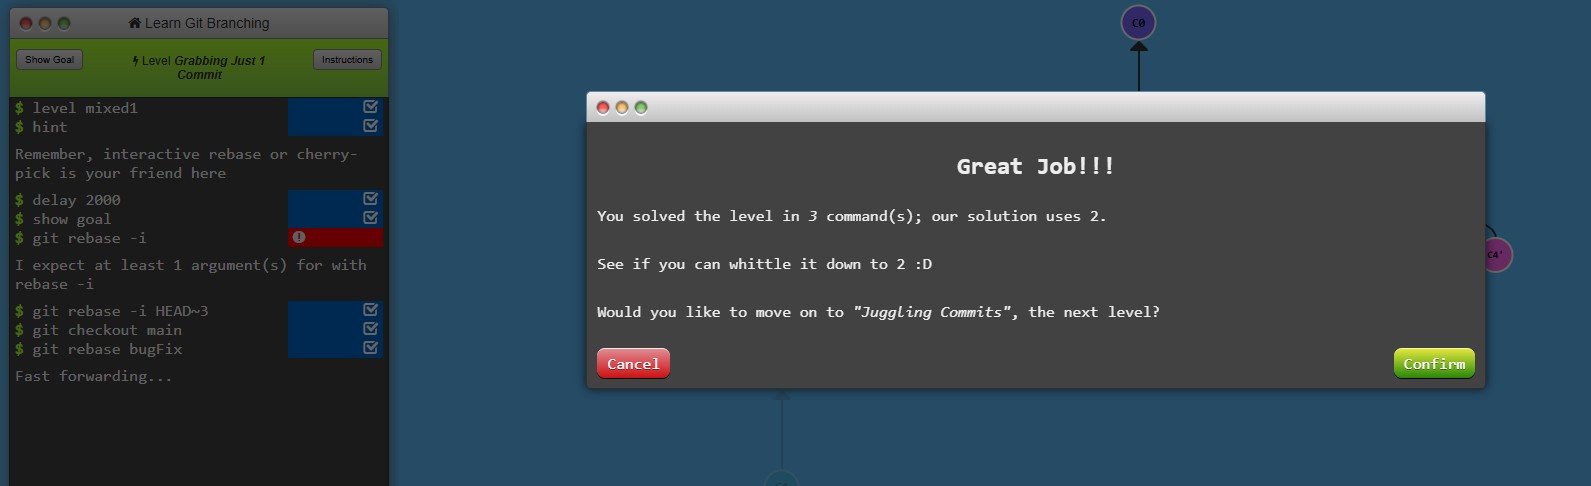 Learn Git Branching
Show Goal
Level Grabbing Just 1
Commit
Instructions
$ level mixed1
$ hint
Remember, interactive rebase or cherry-
pick is your friend here
$ delay 2000
$ show goal
$ git rebase -i
I expect at least 1 argument(s) for with
rebase -i
$ git rebase -i HEAD~3
$ git checkout main
$ git rebase bugFix
Fast forwarding...
C0
Great Job!!!
You solved the level in 3 command(s); our solution uses 2.
See if you can whittle it down to 2 :D
Would you like to move on to "Juggling Commits", the next level?
Cancel
Confirm
C4'